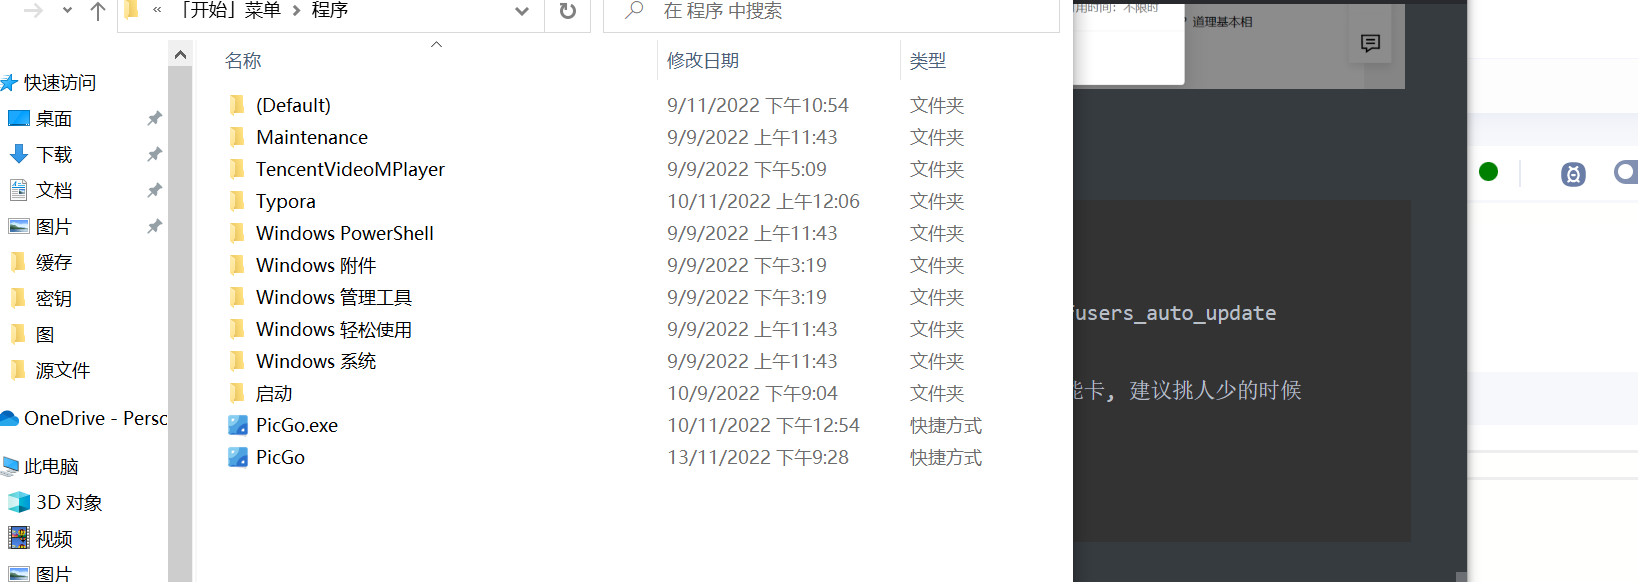 « 「开始」菜单 › 程序
在 程序 中搜索
名称 修改日期 类型
快速访问
桌面
下载
文档
图片
缓存
密钥
图
源文件
OneDrive - Perso
此电脑
3D 对象
视频
图片
(Default) 9/11/2022 下午10:54 文件夹
Maintenance 9/9/2022 上午11:43 文件夹
TencentVideoMPlayer 9/9/2022 下午5:09 文件夹
Typora 10/11/2022 上午12:06 文件夹
Windows PowerShell 9/9/2022 上午11:43 文件夹
Windows 附件 9/9/2022 下午3:19 文件夹
Windows 管理工具 9/9/2022 下午3:19 文件夹
Windows 轻松使用 9/9/2022 上午11:43 文件夹
Windows 系统 9/9/2022 上午11:43 文件夹
启动 10/9/2022 下午9:04 文件夹
PicGo.exe 10/11/2022 下午12:54 快捷方式
PicGo 13/11/2022 下午9:28 快捷方式
用时间：不限时
? 道理基本相
/users_auto_update
能卡, 建议挑人少的时候